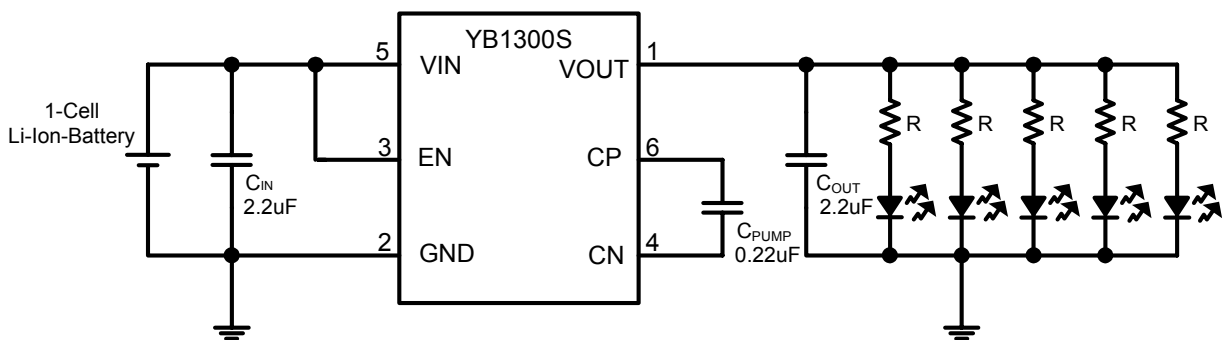 YB1300S
5
VIN
VOUT
1
1-Cell
Li-Ion-Battery
3
EN
CP
6
CIN
2.2uF
2
GND
CN
4
CPUMP
0.22uF
COUT
2.2uF
R
R
R
R
R